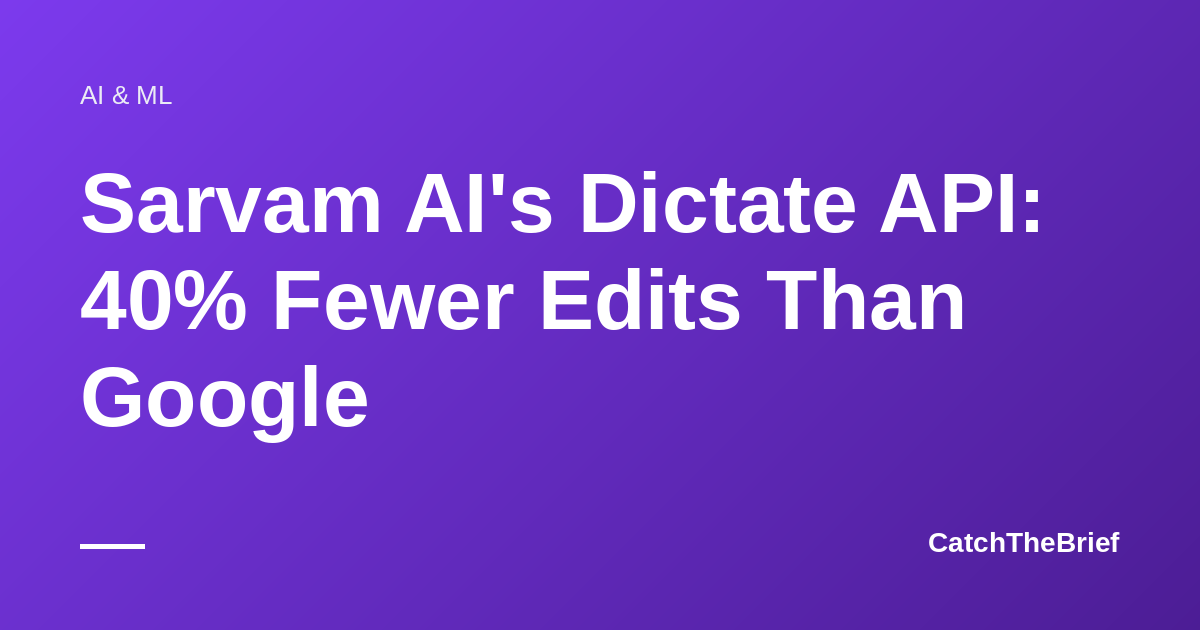 AI & ML
Sarvam AI's Dictate API:
40% Fewer Edits Than
Google
CatchTheBrief